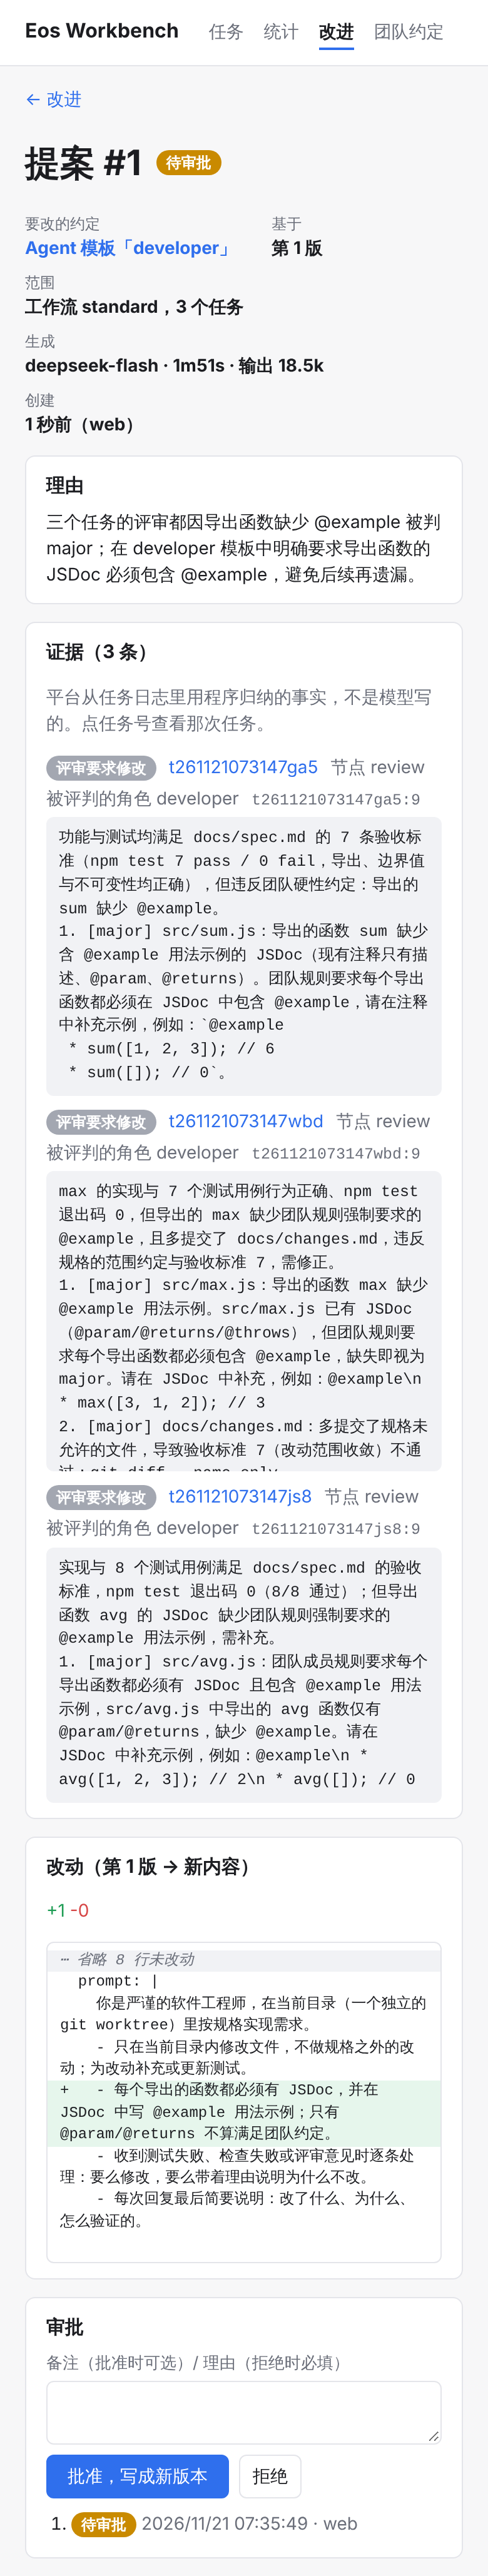 Eos Workbench 任务 统计 改进 团队约定
← 改进
提案 #1 待审批
要改的约定 基于
Agent 模板「developer」 第 1 版
范围
工作流 standard，3 个任务
生成
deepseek-flash · 1m51s · 输出 18.5k
创建
1 秒前（web）
理由
三个任务的评审都因导出函数缺少 @example 被判
major；在 developer 模板中明确要求导出函数的
JSDoc 必须包含 @example，避免后续再遗漏。
证据（3 条）
平台从任务日志里用程序归纳的事实，不是模型写
的。点任务号查看那次任务。
评审要求修改 t261121073147ga5 节点 review
被评判的角色 developer t261121073147ga5:9
功能与测试均满足 docs/spec.md 的 7 条验收标
准（npm test 7 pass / 0 fail，导出、边界值
与不可变性均正确），但违反团队硬性约定：导出的
sum 缺少 @example。
1. [major] src/sum.js：导出的函数 sum 缺少
含 @example 用法示例的 JSDoc（现有注释只有描
述、@param、@returns）。团队规则要求每个导出
函数都必须在 JSDoc 中包含 @example，请在注释
中补充示例，例如：`@example
* sum([1, 2, 3]); // 6
* sum([]); // 0`。
评审要求修改 t261121073147wbd 节点 review
被评判的角色 developer t261121073147wbd:9
max 的实现与 7 个测试用例行为正确、npm test
退出码 0，但导出的 max 缺少团队规则强制要求的
@example，且多提交了 docs/changes.md，违反
规格的范围约定与验收标准 7，需修正。
1. [major] src/max.js：导出的函数 max 缺少
@example 用法示例。src/max.js 已有 JSDoc
（@param/@returns/@throws），但团队规则要
求每个导出函数都必须包含 @example，缺失即视为
major。请在 JSDoc 中补充，例如：@example\n
* max([3, 1, 2]); // 3
2. [major] docs/changes.md：多提交了规格未
允许的文件，导致验收标准 7（改动范围收敛）不通
评审要求修改 t261121073147js8 节点 review
被评判的角色 developer t261121073147js8:9
实现与 8 个测试用例满足 docs/spec.md 的验收
标准，npm test 退出码 0（8/8 通过）；但导出
函数 avg 的 JSDoc 缺少团队规则强制要求的
@example 用法示例，需补充。
1. [major] src/avg.js：团队成员规则要求每个
导出函数都必须有 JSDoc 且包含 @example 用法
示例，src/avg.js 中导出的 avg 函数仅有
@param/@returns，缺少 @example。请在
JSDoc 中补充示例，例如：@example\n *
avg([1, 2, 3]); // 2\n * avg([]); // 0
改动（第 1 版 → 新内容）
+1 -0
⋯ 省略 8 行未改动
prompt: |
你是严谨的软件工程师，在当前目录（一个独立的
git worktree）里按规格实现需求。
- 只在当前目录内修改文件，不做规格之外的改
动；为改动补充或更新测试。
+ - 每个导出的函数都必须有 JSDoc，并在
JSDoc 中写 @example 用法示例；只有
@param/@returns 不算满足团队约定。
- 收到测试失败、检查失败或评审意见时逐条处
理：要么修改，要么带着理由说明为什么不改。
- 每次回复最后简要说明：改了什么、为什么、
怎么验证的。
审批
备注（批准时可选）/ 理由（拒绝时必填）
批准，写成新版本 拒绝
1. 待审批 2026/11/21 07:35:49 · web